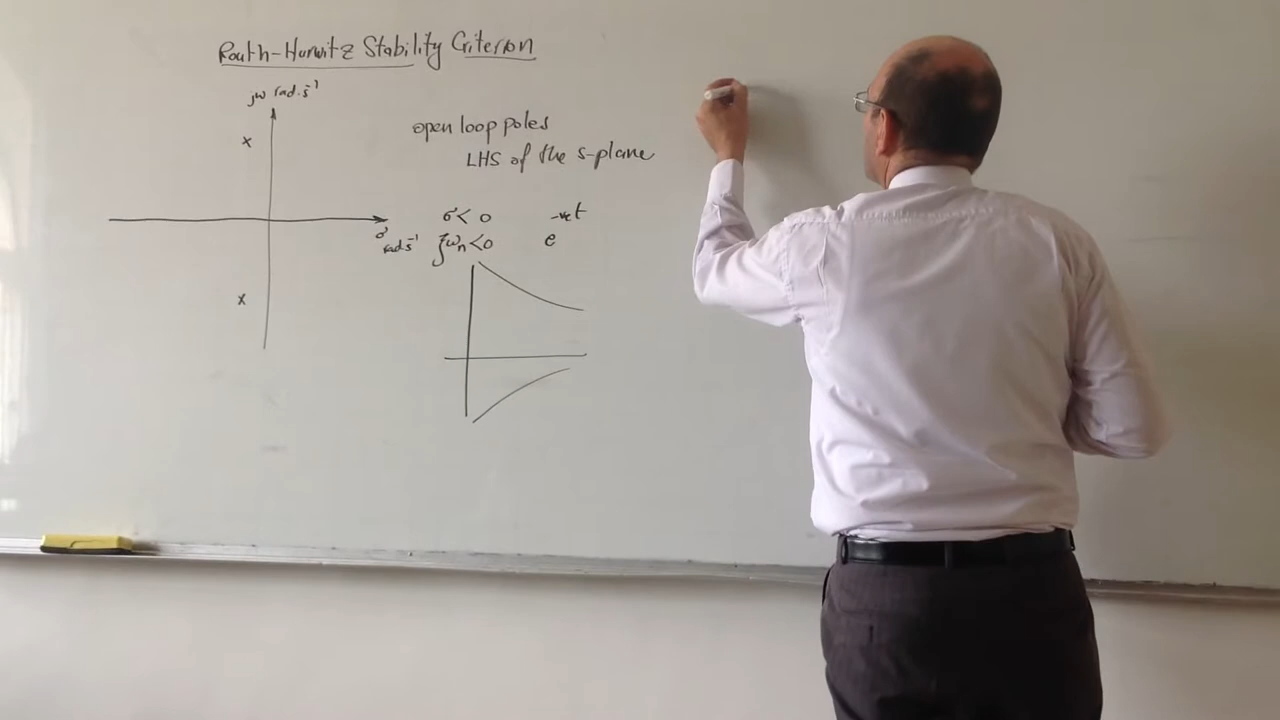 Routh-Hurwitz Stability Criterion
jω rad.s⁻¹
x
open loop poles
LHS of the s-plane
σ
rad.s⁻¹
σ < 0
-ve t
ζωn < 0
e
x